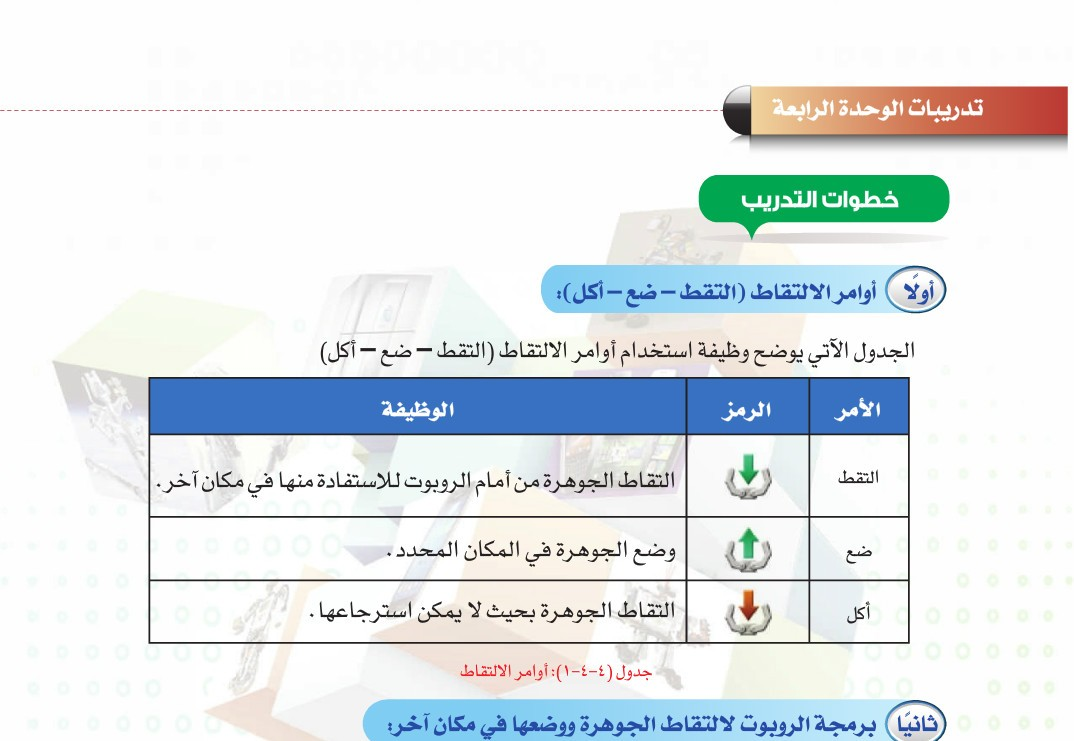 تدريبات الوحدة الرابعة
خطوات التدريب
أولًا أوامر الالتقاط (التقط – ضع – أكل):
الجدول الآتي يوضح وظيفة استخدام أوامر الالتقاط (التقط – ضع – أكل)
الأمر الرمز الوظيفة
التقط التقاط الجوهرة من أمام الروبوت للاستفادة منها في مكان آخر.
ضع وضع الجوهرة في المكان المحدد.
أكل التقاط الجوهرة بحيث لا يمكن استرجاعها.
جدول (٤-٤-١): أوامر الالتقاط
ثانيًا برمجة الروبوت لالتقاط الجوهرة ووضعها في مكان آخر: